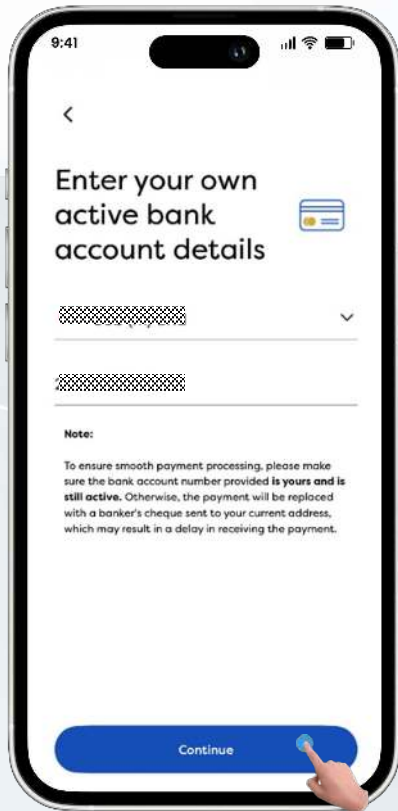 9:41
Enter your own
active bank
account details
Note:
To ensure smooth payment processing, please make
sure the bank account number provided is yours and is
still active. Otherwise, the payment will be replaced
with a banker's cheque sent to your current address,
which may result in a delay in receiving the payment.
Continue